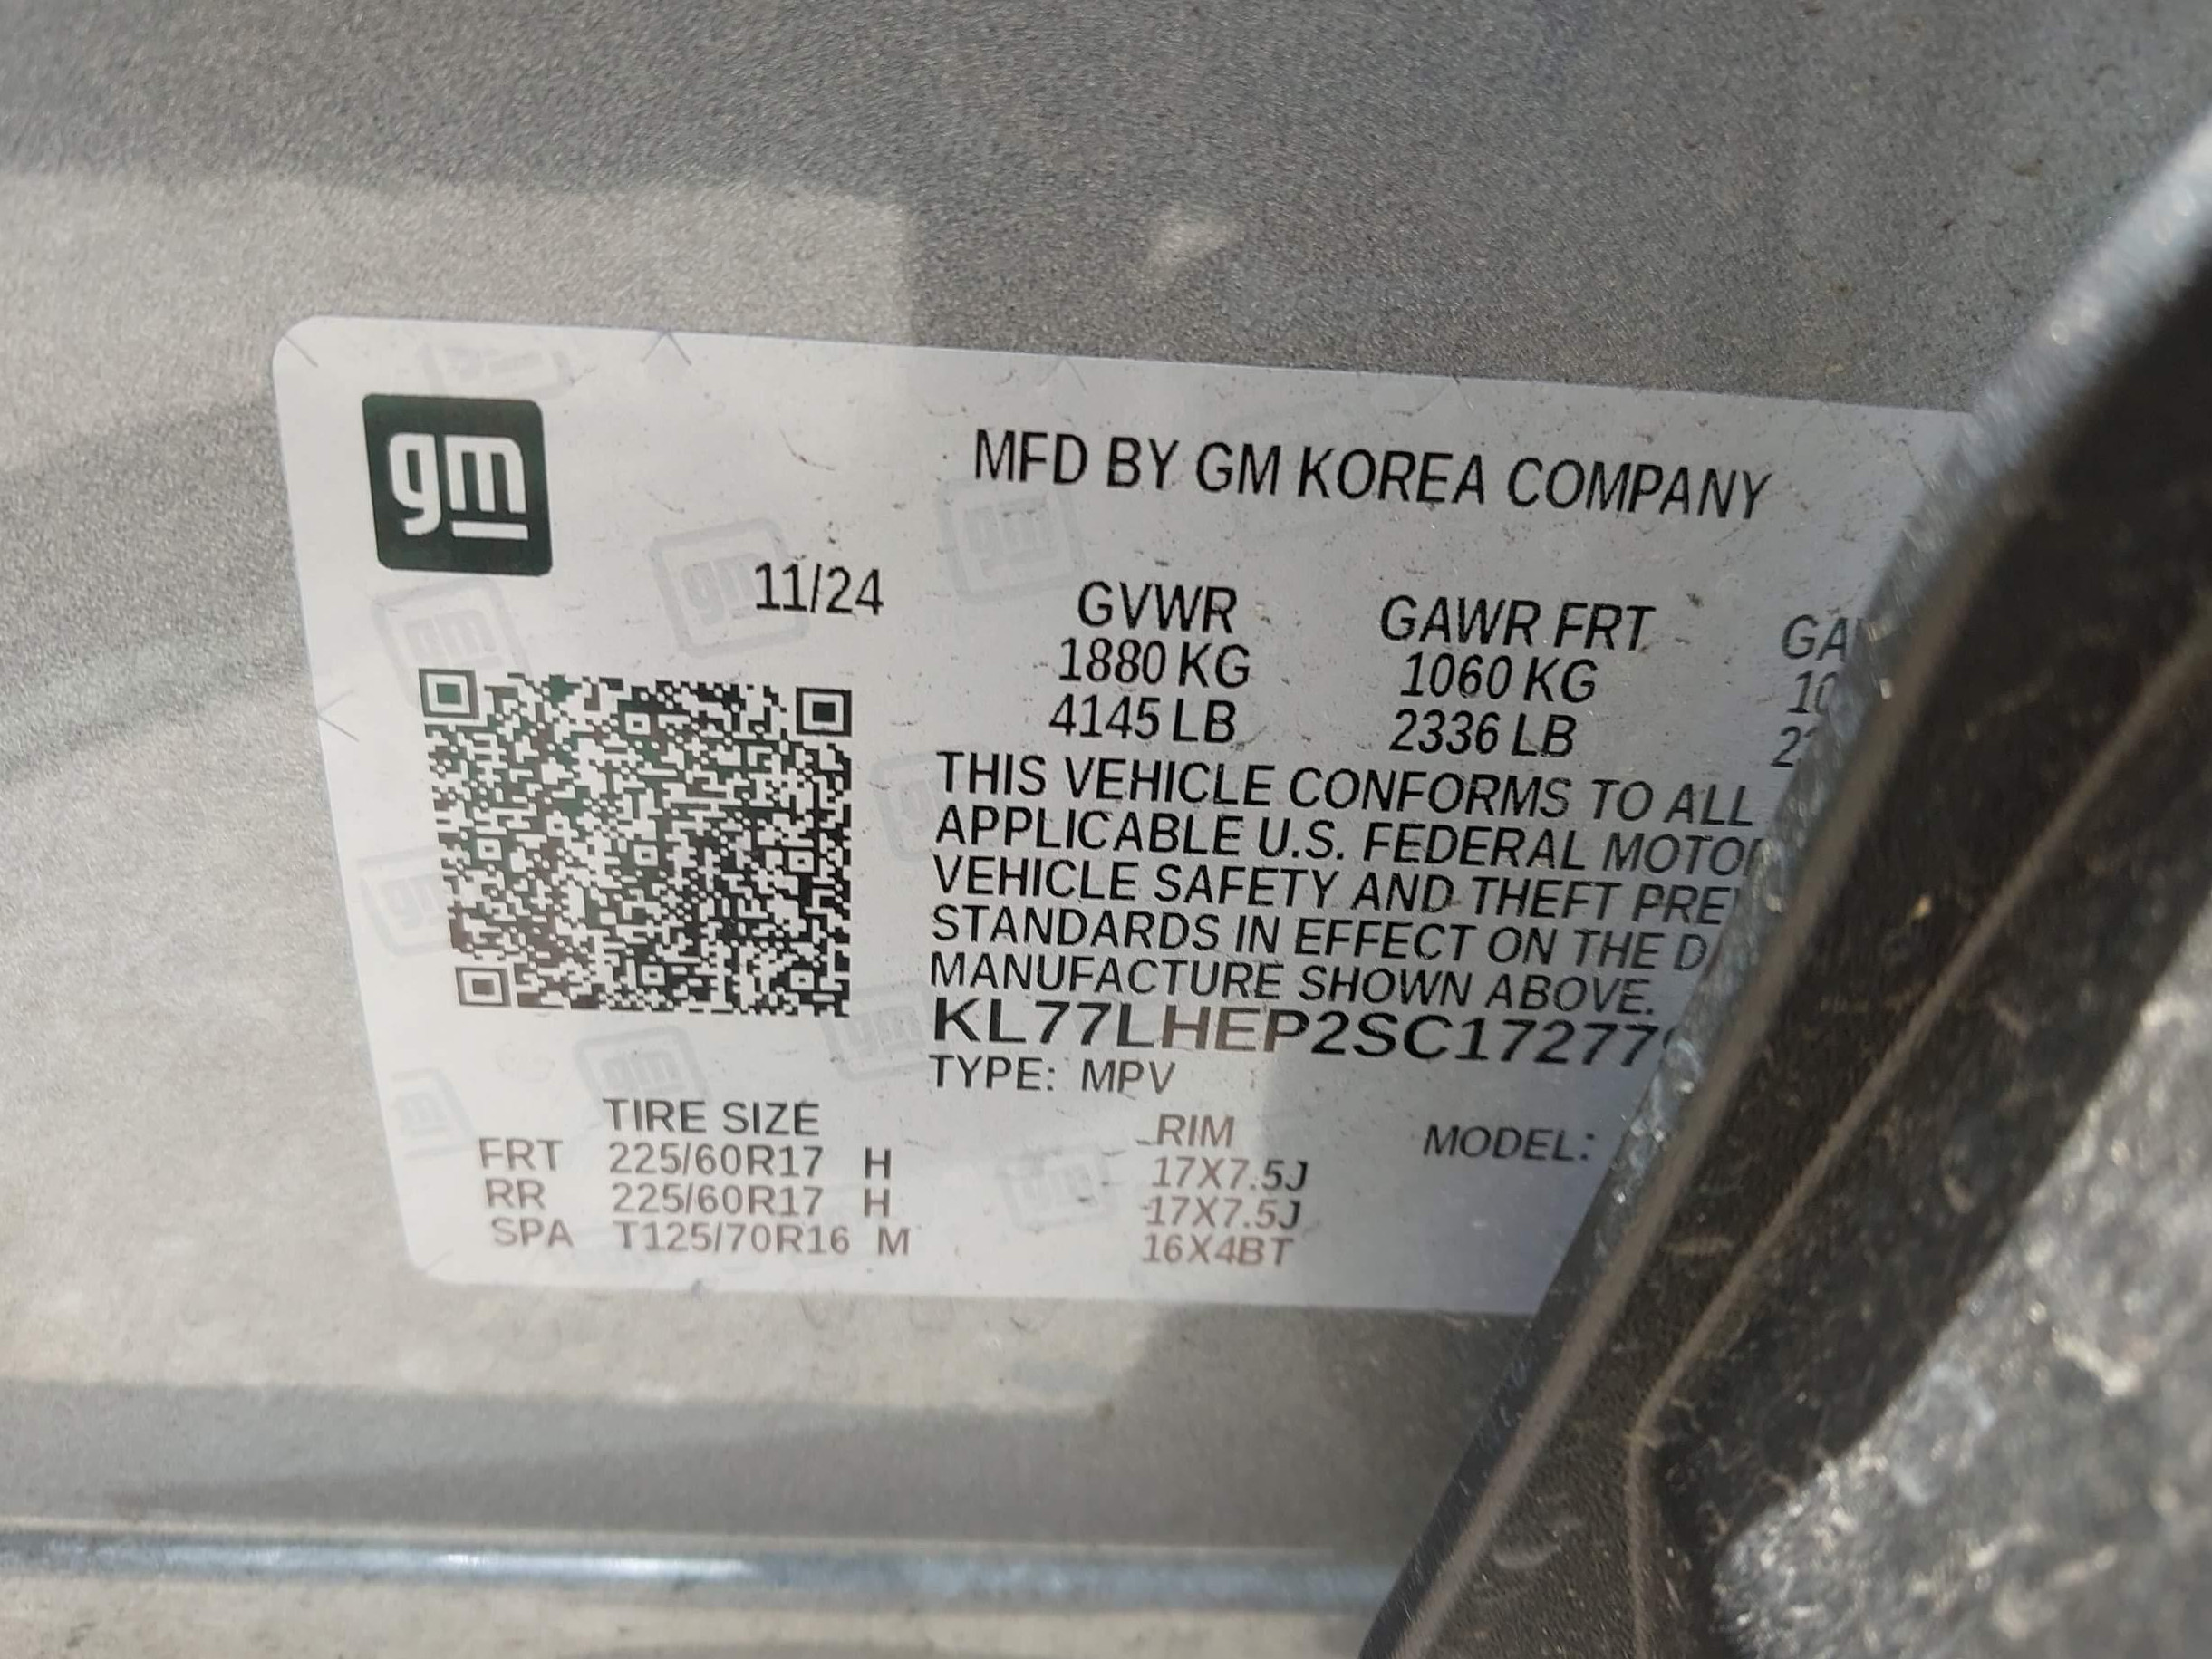 gm
MFD BY GM KOREA COMPANY
11/24
GVWR GAWR FRT
1880 KG 1060 KG
4145 LB 2336 LB
THIS VEHICLE CONFORMS TO ALL
APPLICABLE U.S. FEDERAL MOTOR
VEHICLE SAFETY AND THEFT PRE
STANDARDS IN EFFECT ON THE D
MANUFACTURE SHOWN ABOVE.
KL77LHEP2SC17277
TYPE: MPV
TIRE SIZE RIM MODEL:
FRT 225/60R17 H 17X7.5J
RR 225/60R17 H 17X7.5J
SPA T125/70R16 M 16X4BT